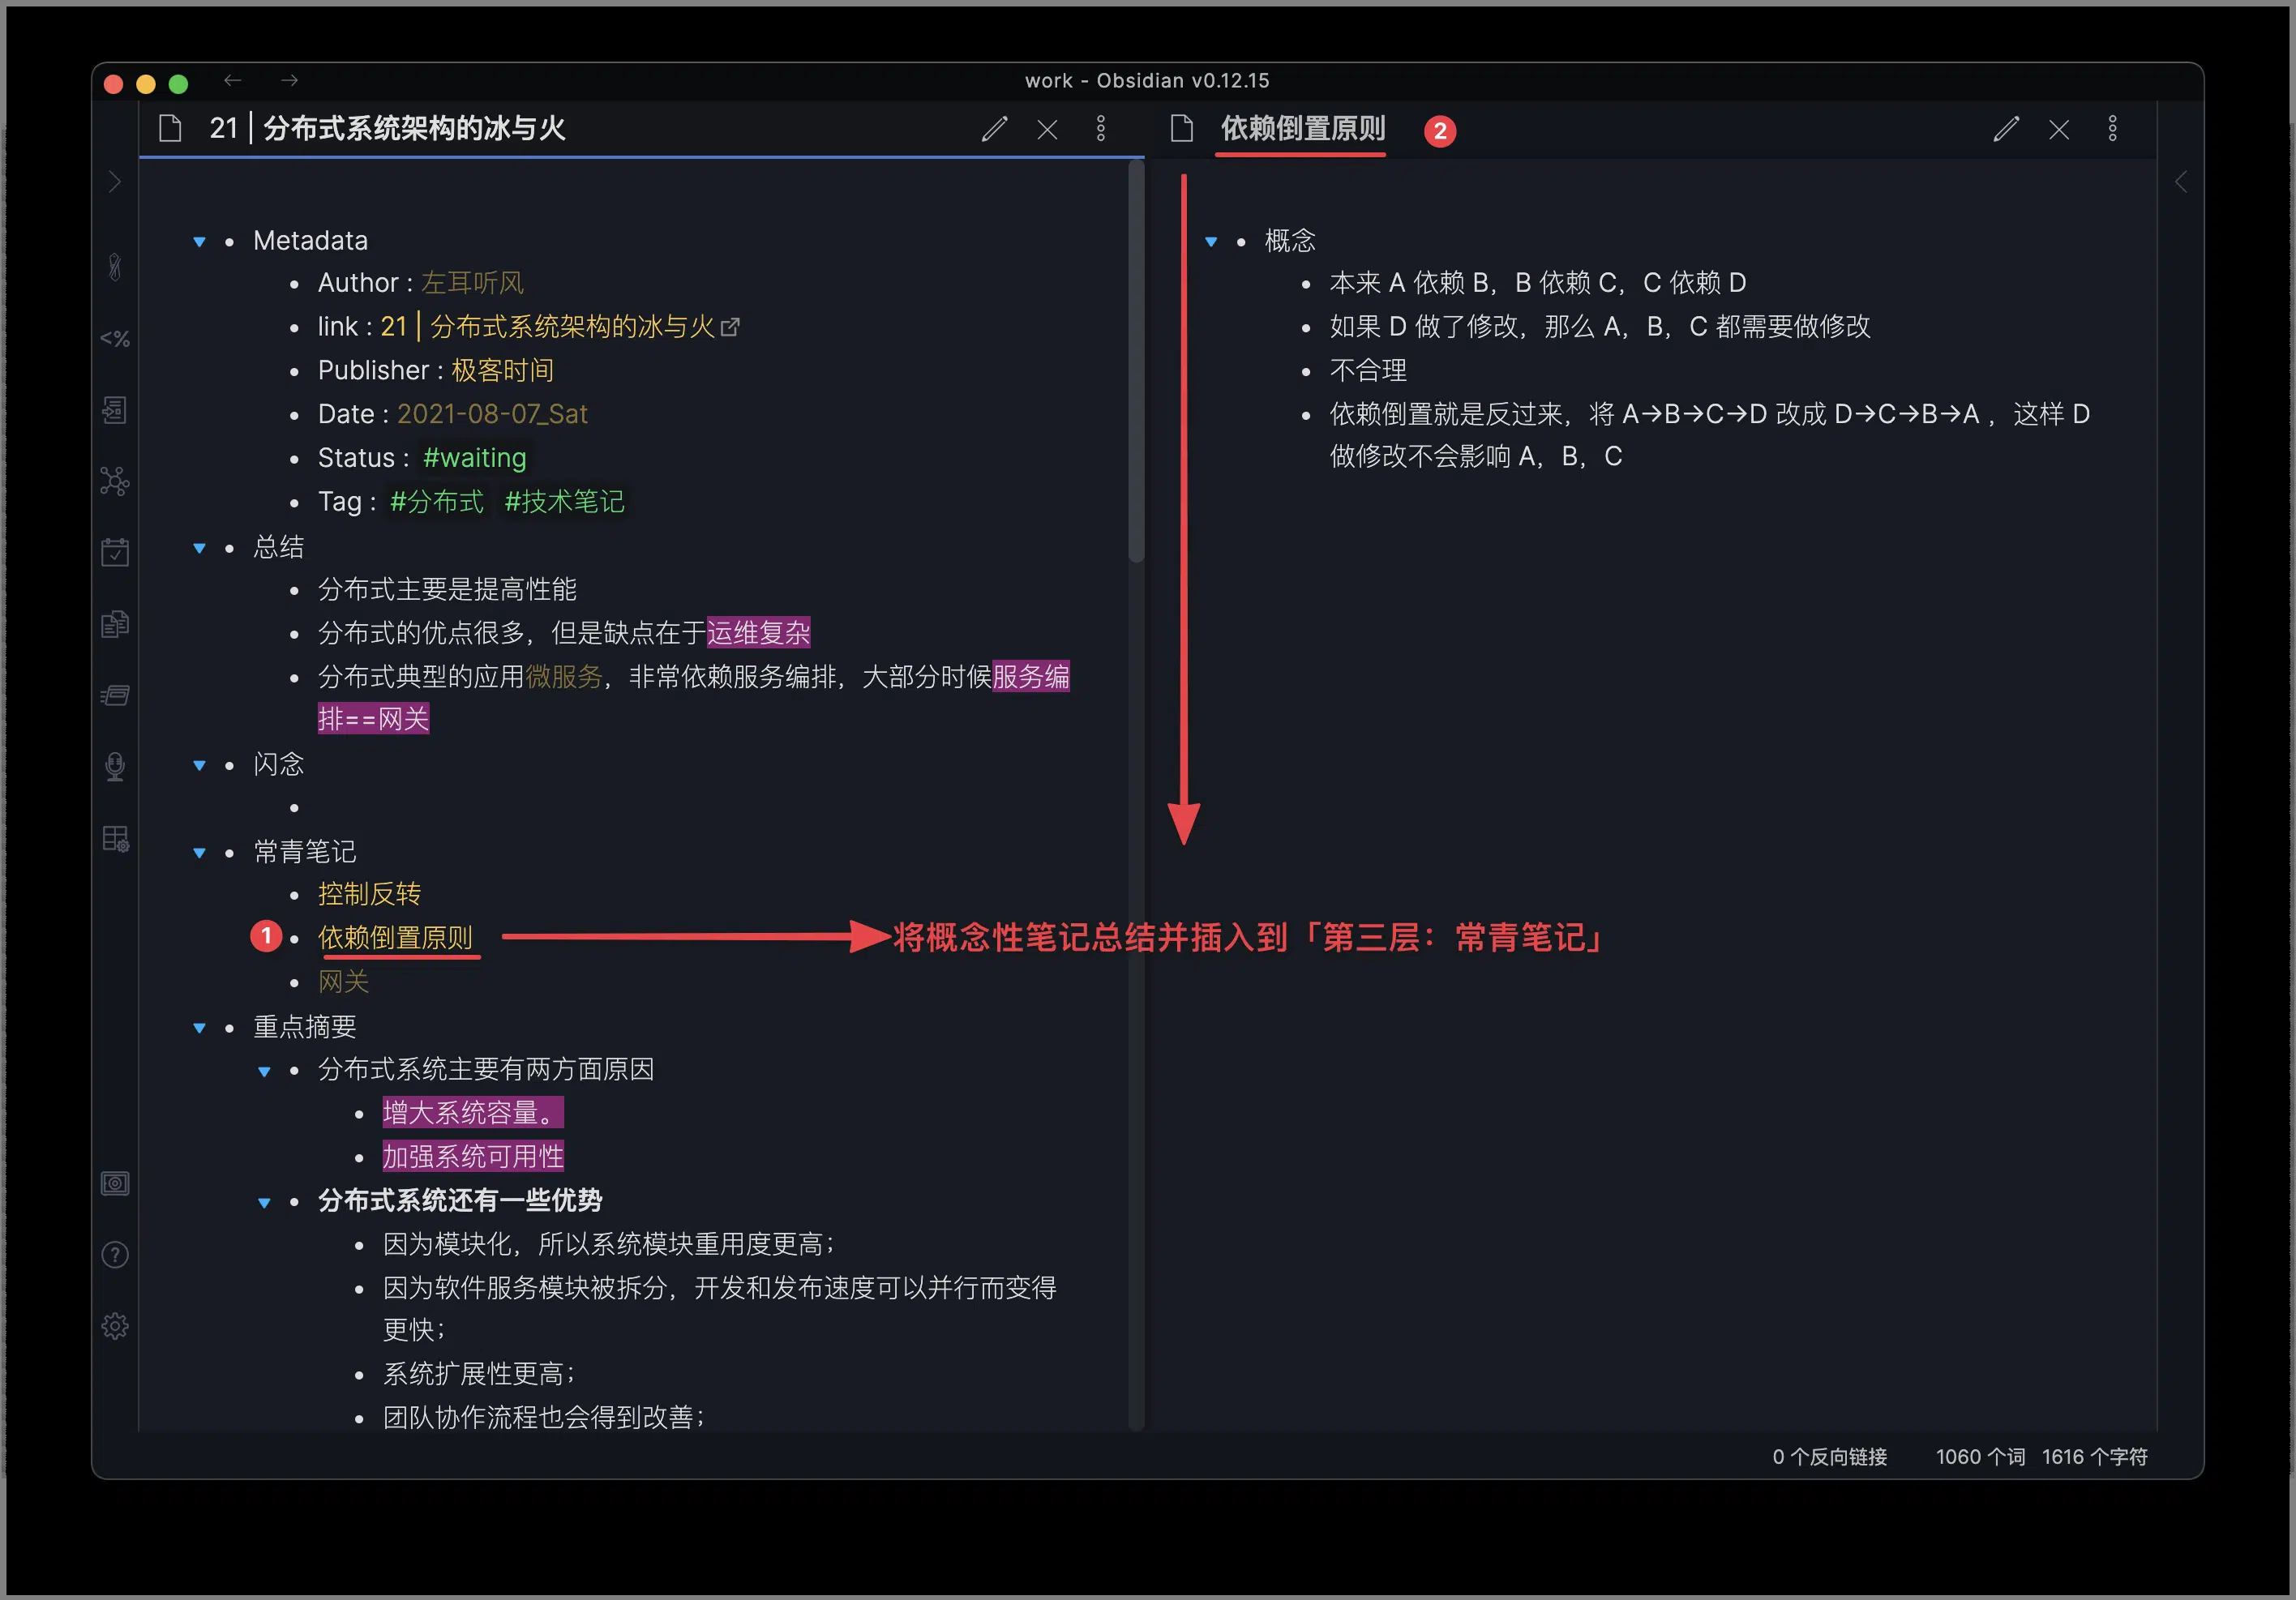 work - Obsidian v0.12.15
21 | 分布式系统架构的冰与火
Metadata
Author : 左耳听风
link : 21 | 分布式系统架构的冰与火
Publisher : 极客时间
Date : 2021-08-07_Sat
Status : #waiting
Tag : #分布式 #技术笔记
总结
分布式主要是提高性能
分布式的优点很多，但是缺点在于运维复杂
分布式典型的应用微服务，非常依赖服务编排，大部分时候服务编
排==网关
闪念
常青笔记
控制反转
1 依赖倒置原则
将概念性笔记总结并插入到「第三层：常青笔记」
网关
重点摘要
分布式系统主要有两方面原因
增大系统容量。
加强系统可用性
分布式系统还有一些优势
因为模块化，所以系统模块重用度更高；
因为软件服务模块被拆分，开发和发布速度可以并行而变得
更快；
系统扩展性更高；
团队协作流程也会得到改善；
依赖倒置原则 2
概念
本来 A 依赖 B，B 依赖 C，C 依赖 D
如果 D 做了修改，那么 A，B，C 都需要做修改
不合理
依赖倒置就是反过来，将 A→B→C→D 改成 D→C→B→A ，这样 D
做修改不会影响 A，B，C
0 个反向链接 1060 个词 1616 个字符
<%